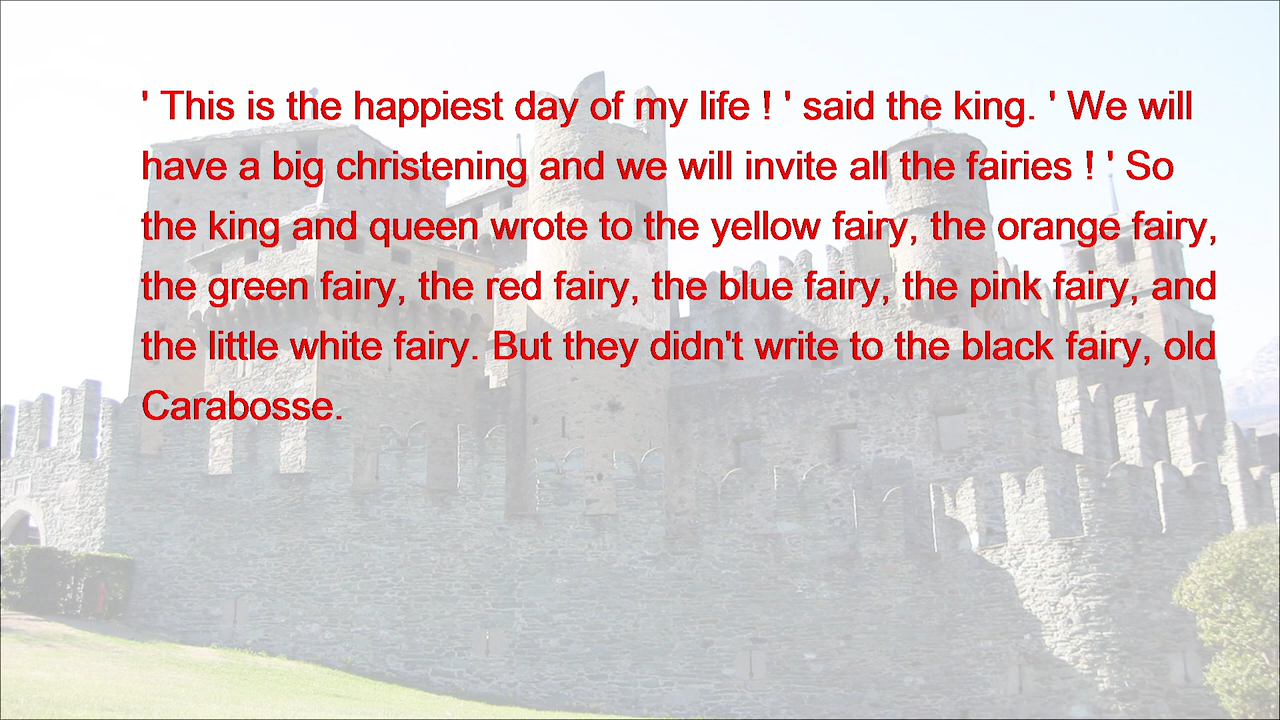 ' This is the happiest day of my life ! ' said the king. ' We will
have a big christening and we will invite all the fairies ! ' So
the king and queen wrote to the yellow fairy, the orange fairy,
the green fairy, the red fairy, the blue fairy, the pink fairy, and
the little white fairy. But they didn't write to the black fairy, old
Carabosse.